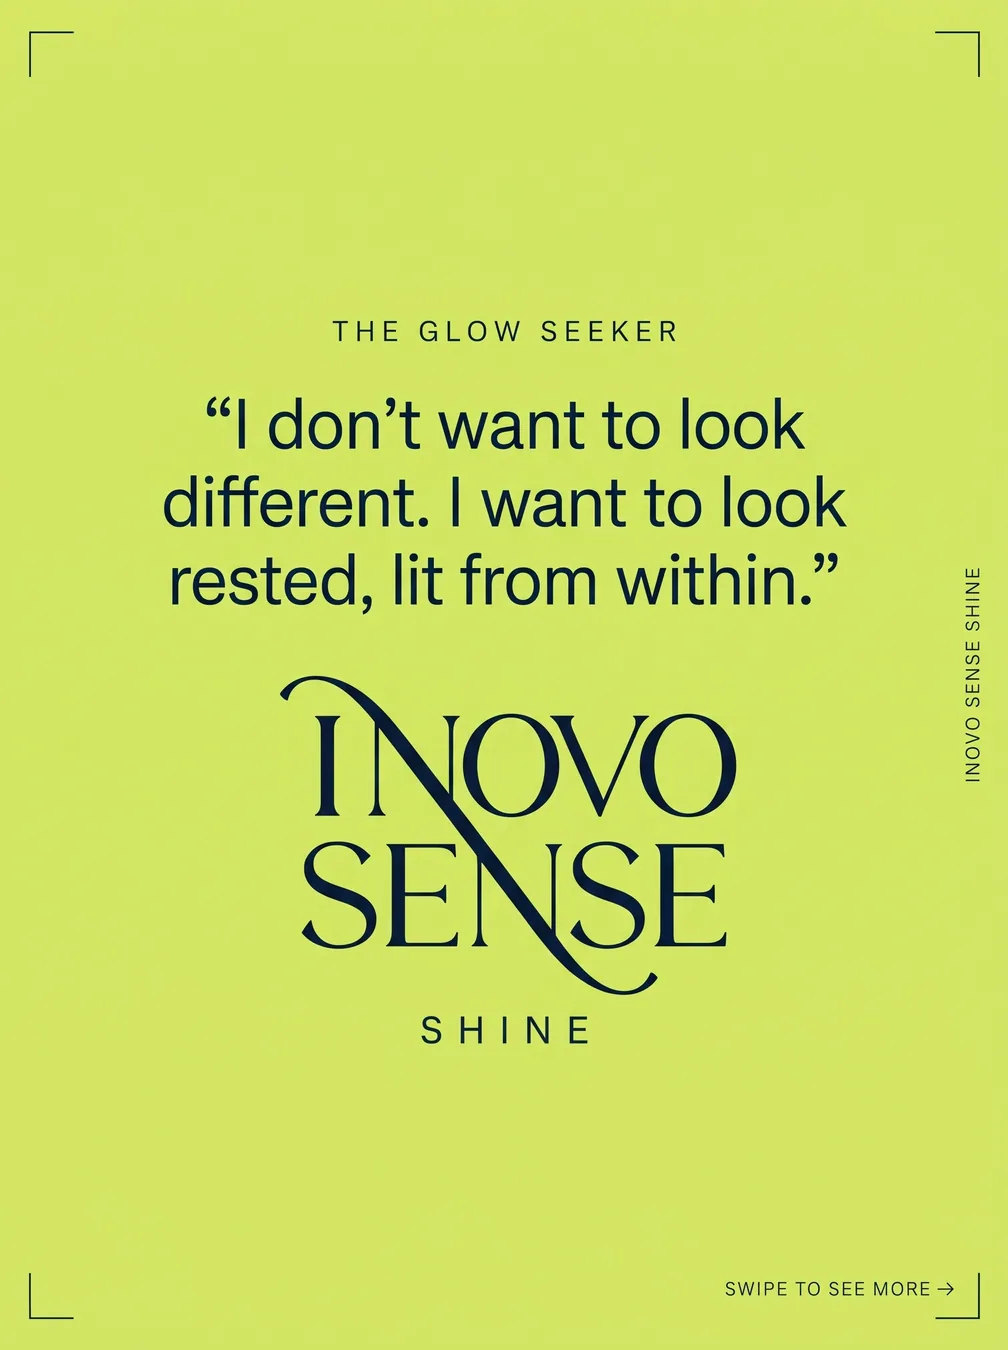 THE GLOW SEEKER
“I don’t want to look
different. I want to look
rested, lit from within.”
INOVO
SENSE
SHINE
INOVO SENSE SHINE
SWIPE TO SEE MORE →